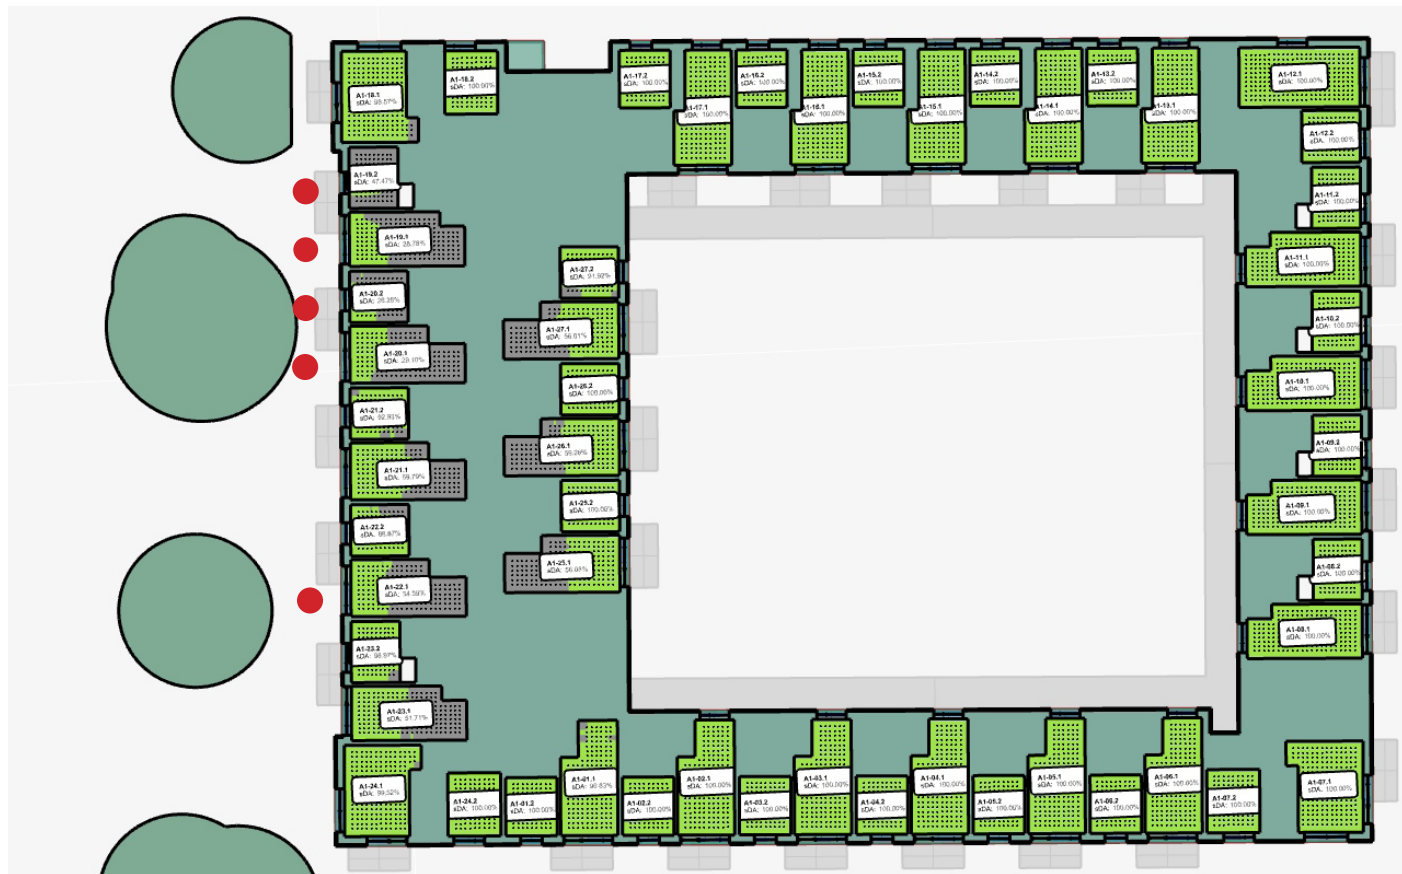 A1-18.1
A1-18.2
sDA: 100.00%
A1-17.2
sDA: 100.00%
A1-16.2
sDA: 100.00%
A1-15.2
sDA: 100.00%
A1-14.2
sDA: 100.00%
A1-13.2
sDA: 100.00%
A1-12.1
sDA: 100.00%
-17.1
sDA: 100.00%
-16.1
sDA: 100.00%
-15.1
sDA: 100.00%
-14.1
sDA: 100.00%
-13.1
sDA: 100.00%
A1-12.2
sDA: 100.00%
A1-19.2
sDA: 47.47%
A1-11.2
sDA: 100.00%
A1-19.1
sDA: 28.78%
A1-11.1
sDA: 100.00%
A1-27.2
sDA: 91.92%
A1-20.2
sDA: 26.26%
A1-10.2
sDA: 100.00%
A1-27.1
sDA: 56.61%
A1-20.1
A1-10.1
sDA: 100.00%
A1-26.2
sDA: 100.00%
A1-21.2
A1-09.2
sDA: 100.00%
A1-26.1
A1-21.1
A1-25.2
sDA: 100.00%
A1-09.1
sDA: 100.00%
A1-22.2
A1-25.1
A1-08.2
sDA: 100.00%
A1-22.1
A1-08.1
sDA: 100.00%
A1-23.2
A1-23.1
sDA: 51.71%
A1-24.1
sDA: 99.52%
A1-24.2
sDA: 100.00%
A1-01.2
sDA: 100.00%
A1-01.1
A1-02.2
sDA: 100.00%
A1-02.1
sDA: 100.00%
A1-03.2
sDA: 100.00%
A1-03.1
sDA: 100.00%
A1-04.2
sDA: 100.00%
A1-04.1
sDA: 100.00%
A1-05.2
sDA: 100.00%
A1-05.1
sDA: 100.00%
A1-06.2
sDA: 100.00%
A1-06.1
sDA: 100.00%
A1-07.2
sDA: 100.00%
A1-07.1
sDA: 100.00%